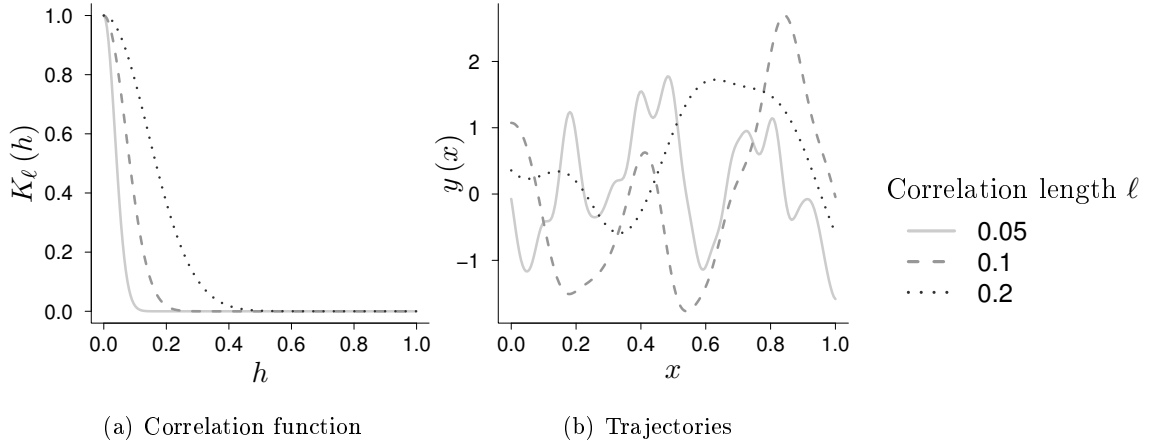 1.0
0.8
0.6
0.4
0.2
0.0
K_ℓ (h)
0.0 0.2 0.4 0.6 0.8 1.0
h
(a) Correlation function
2
1
0
−1
y (x)
0.0 0.2 0.4 0.6 0.8 1.0
x
(b) Trajectories
Correlation length ℓ
0.05
0.1
0.2